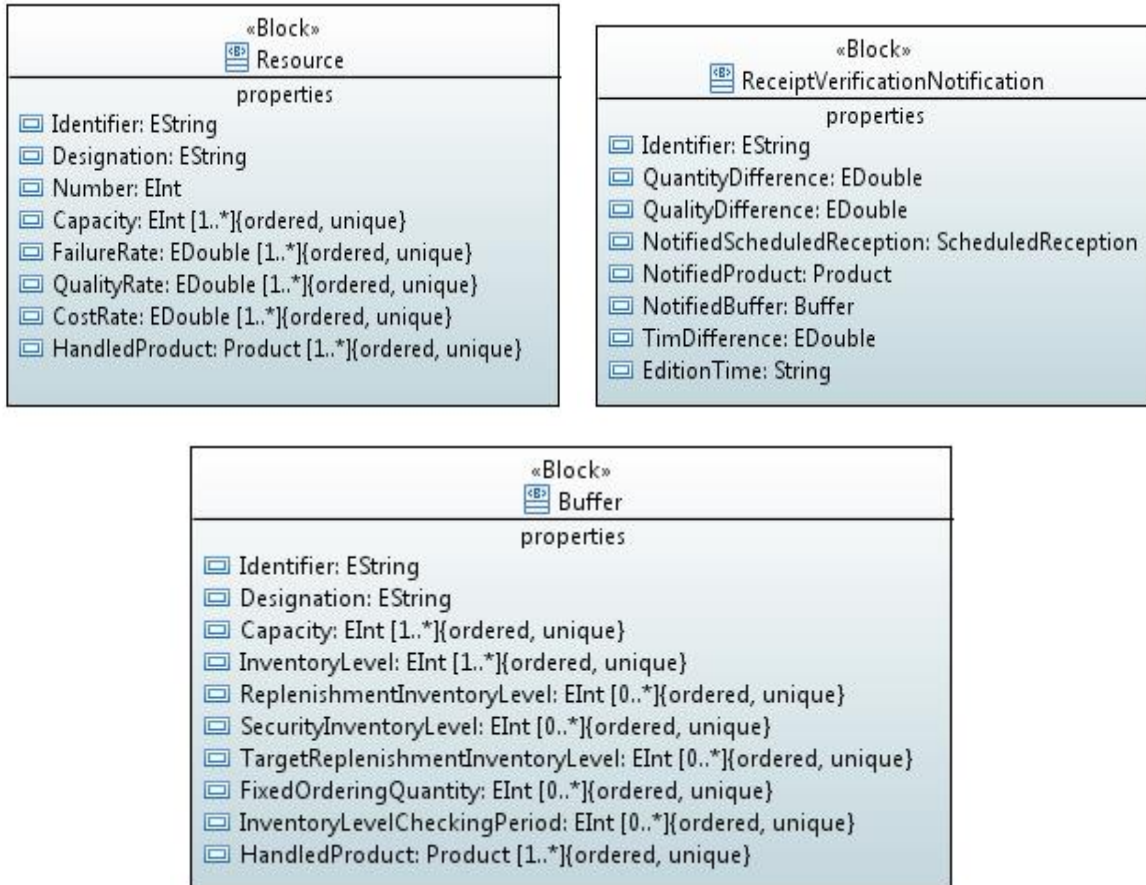 «Block»
Resource
properties
Identifier: EString
Designation: EString
Number: EInt
Capacity: EInt [1..*]{ordered, unique}
FailureRate: EDouble [1..*]{ordered, unique}
QualityRate: EDouble [1..*]{ordered, unique}
CostRate: EDouble [1..*]{ordered, unique}
HandledProduct: Product [1..*]{ordered, unique}
«Block»
ReceiptVerificationNotification
properties
Identifier: EString
QuantityDifference: EDouble
QualityDifference: EDouble
NotifiedScheduledReception: ScheduledReception
NotifiedProduct: Product
NotifiedBuffer: Buffer
TimDifference: EDouble
EditionTime: String
«Block»
Buffer
properties
Identifier: EString
Designation: EString
Capacity: EInt [1..*]{ordered, unique}
InventoryLevel: EInt [1..*]{ordered, unique}
ReplenishmentInventoryLevel: EInt [0..*]{ordered, unique}
SecurityInventoryLevel: EInt [0..*]{ordered, unique}
TargetReplenishmentInventoryLevel: EInt [0..*]{ordered, unique}
FixedOrderingQuantity: EInt [0..*]{ordered, unique}
InventoryLevelCheckingPeriod: EInt [0..*]{ordered, unique}
HandledProduct: Product [1..*]{ordered, unique}